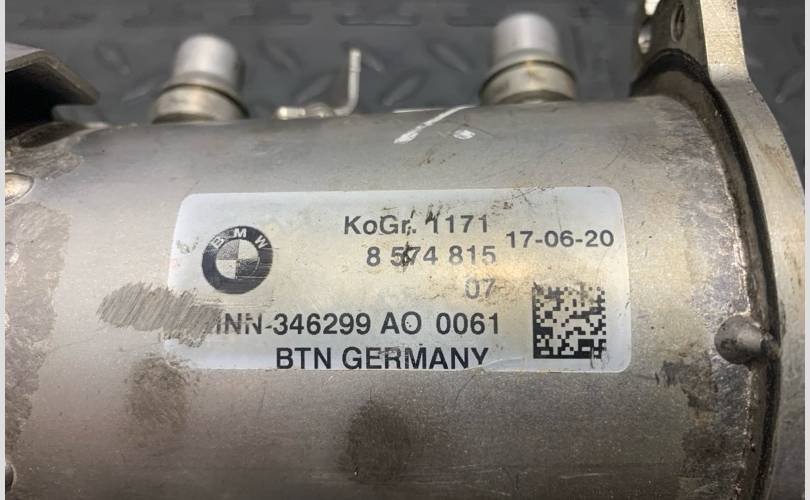 BMW
KoGr. 1171
8 574 815 17-06-20
07
INN-346299 AO 0061
BTN GERMANY